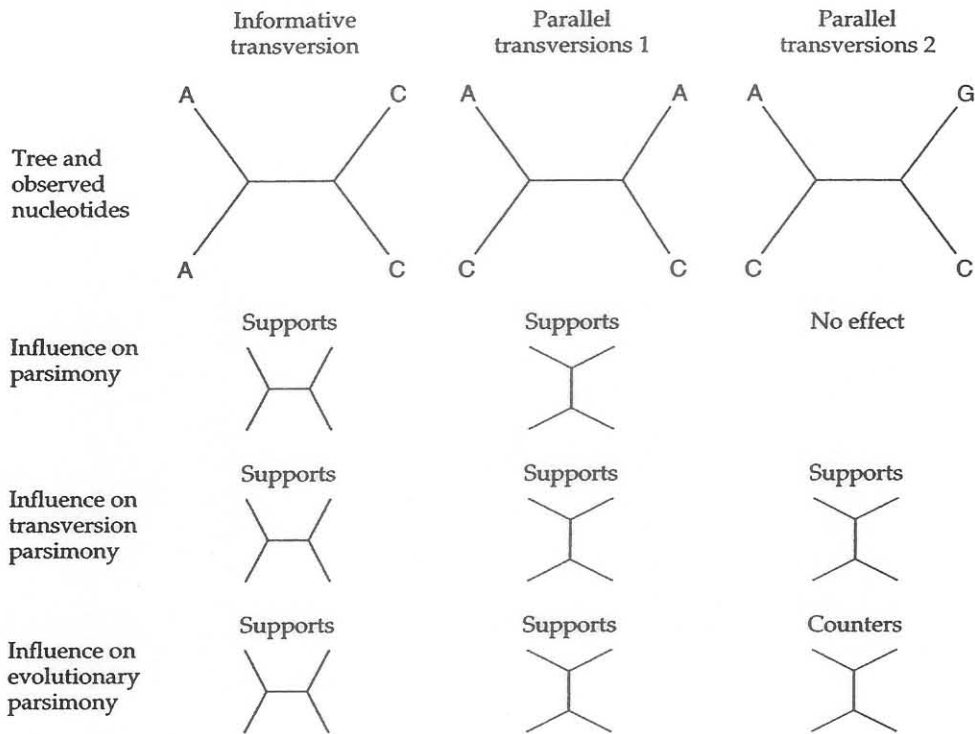 Informative
transversion
Parallel
transversions 1
Parallel
transversions 2
A
C
A
A
A
G
Tree and
observed
nucleotides
A
C
C
C
C
C
Influence on
parsimony
Supports
Supports
No effect
Influence on
transversion
parsimony
Supports
Supports
Supports
Influence on
evolutionary
parsimony
Supports
Supports
Counters